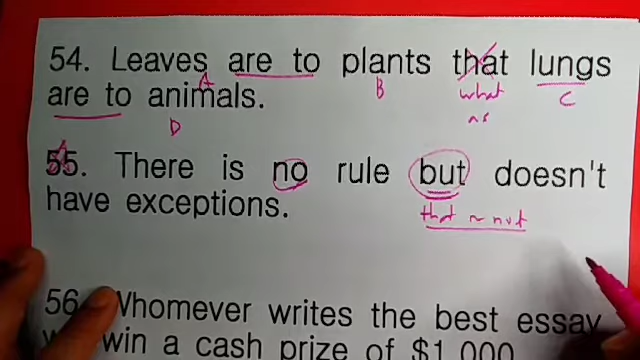 54. Leaves are to plants that lungs
A B what C
as
are to animals.
D
55. There is no rule but doesn't
have exceptions.
that ~ not
56. Whomever writes the best essay
win a cash prize of $1,000